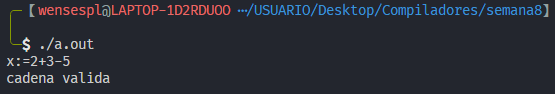 [wensespl@LAPTOP-1D2RDUOO ⋯/USUARIO/Desktop/Compiladores/semana8]
$ ./a.out
x:=2+3-5
cadena valida